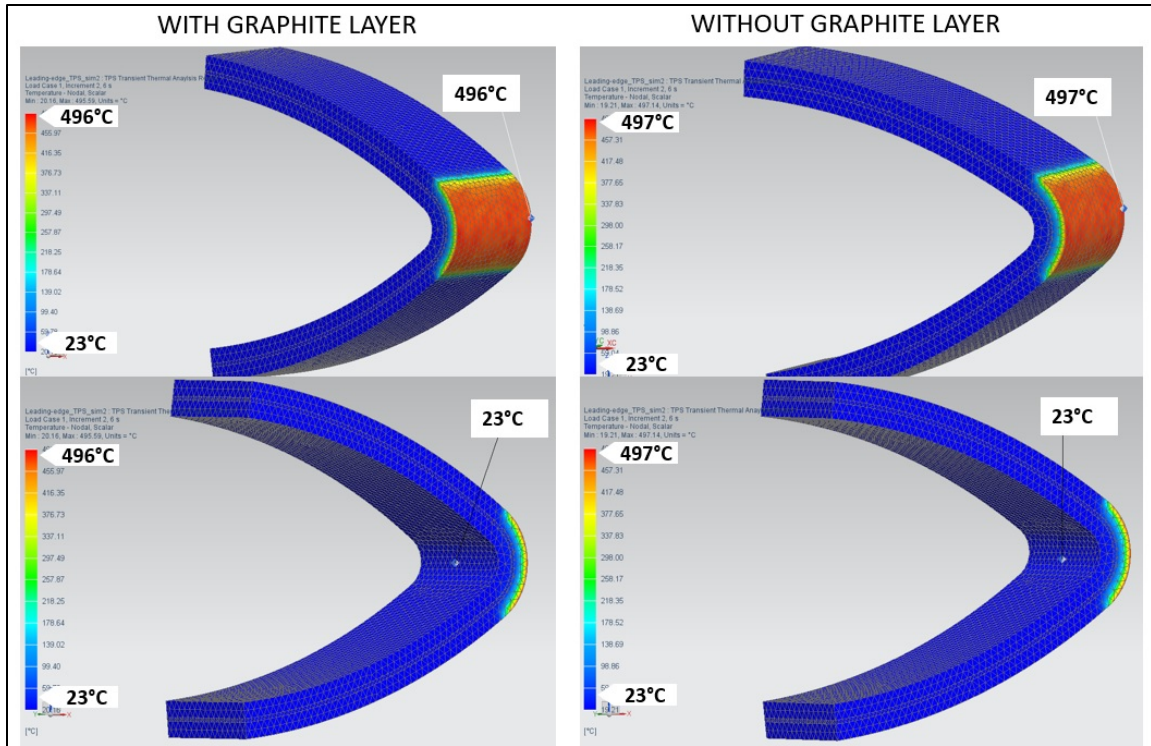 WITH GRAPHITE LAYER
Leading-edge_TPS_sim2 : TPS Transient Thermal Anaylsis Re
Load Case 1, Increment 2, 6 s
Temperature - Nodal, Scalar
Min : 20.16, Max : 495.59, Units = °C
496°C
496°C
455.97
416.35
376.73
337.11
297.49
257.87
218.25
178.64
139.02
99.40
23°C
[°C]
WITHOUT GRAPHITE LAYER
Leading-edge_TPS_sim2 : TPS Transient Thermal
Load Case 1, Increment 2, 6 s
Temperature - Nodal, Scalar
Min : 19.21, Max : 497.14, Units = °C
497°C
497°C
457.31
417.48
377.65
337.83
298.00
258.17
218.35
178.52
138.69
98.86
XC
23°C
[°C]
Leading-edge_TPS_sim2 : TPS Transient
Load Case 1, Increment 2, 6 s
Temperature - Nodal, Scalar
Min : 20.16, Max : 495.59, Units = °C
23°C
496°C
455.97
416.35
376.73
337.11
297.49
257.87
218.25
178.64
139.02
99.40
23°C
20.16
X
[°C]
Leading-edge_TPS_sim2 : TPS Transient Thermal
Load Case 1, Increment 2, 6 s
Temperature - Nodal, Scalar
Min : 19.21, Max : 497.14, Units = °C
23°C
497°C
457.31
417.48
377.65
337.83
298.00
258.17
218.35
178.52
138.69
98.86
23°C
19.21
X
[°C]